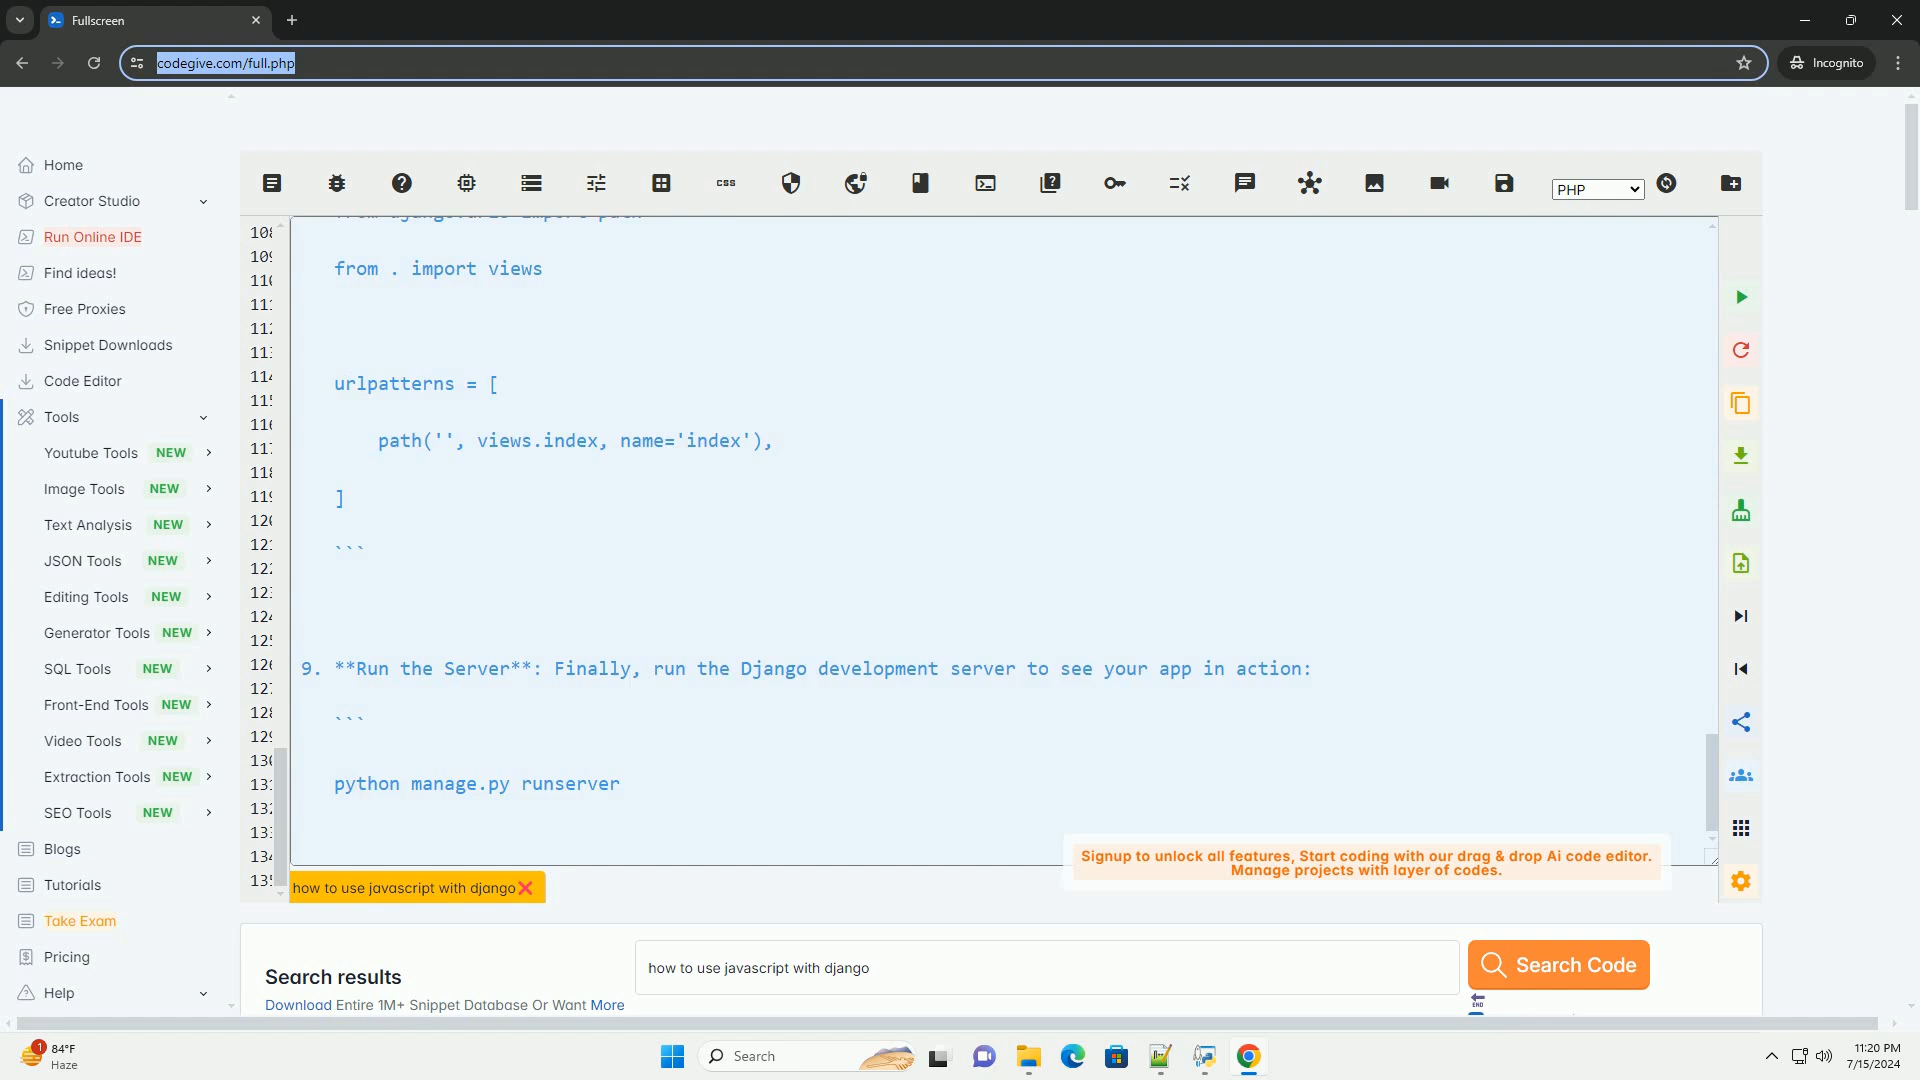 Fullscreen
codegive.com/full.php
Incognito
Home
Creator Studio
Run Online IDE
Find ideas!
Free Proxies
Snippet Downloads
Code Editor
Tools
Youtube Tools NEW
Image Tools NEW
Text Analysis NEW
JSON Tools NEW
Editing Tools NEW
Generator Tools NEW
SQL Tools NEW
Front-End Tools NEW
Video Tools NEW
Extraction Tools NEW
SEO Tools NEW
Blogs
Tutorials
Take Exam
Pricing
Help
css
PHP
from . import views
urlpatterns = [
path('', views.index, name='index'),
]
```
9. **Run the Server**: Finally, run the Django development server to see your app in action:
```
python manage.py runserver
Signup to unlock all features, Start coding with our drag & drop Ai code editor.
Manage projects with layer of codes.
how to use javascript with django
Search results
Download Entire 1M+ Snippet Database Or Want More
how to use javascript with django
Search Code
END
1
84°F
Haze
Search
11:20 PM
7/15/2024